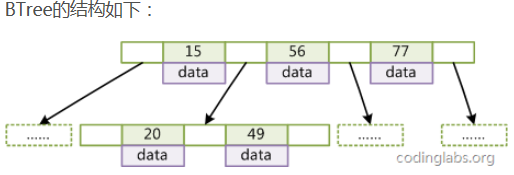 BTree的结构如下：
15 56 77
data data data
...... 20 49 ...... ......
data data
codinglabs.org